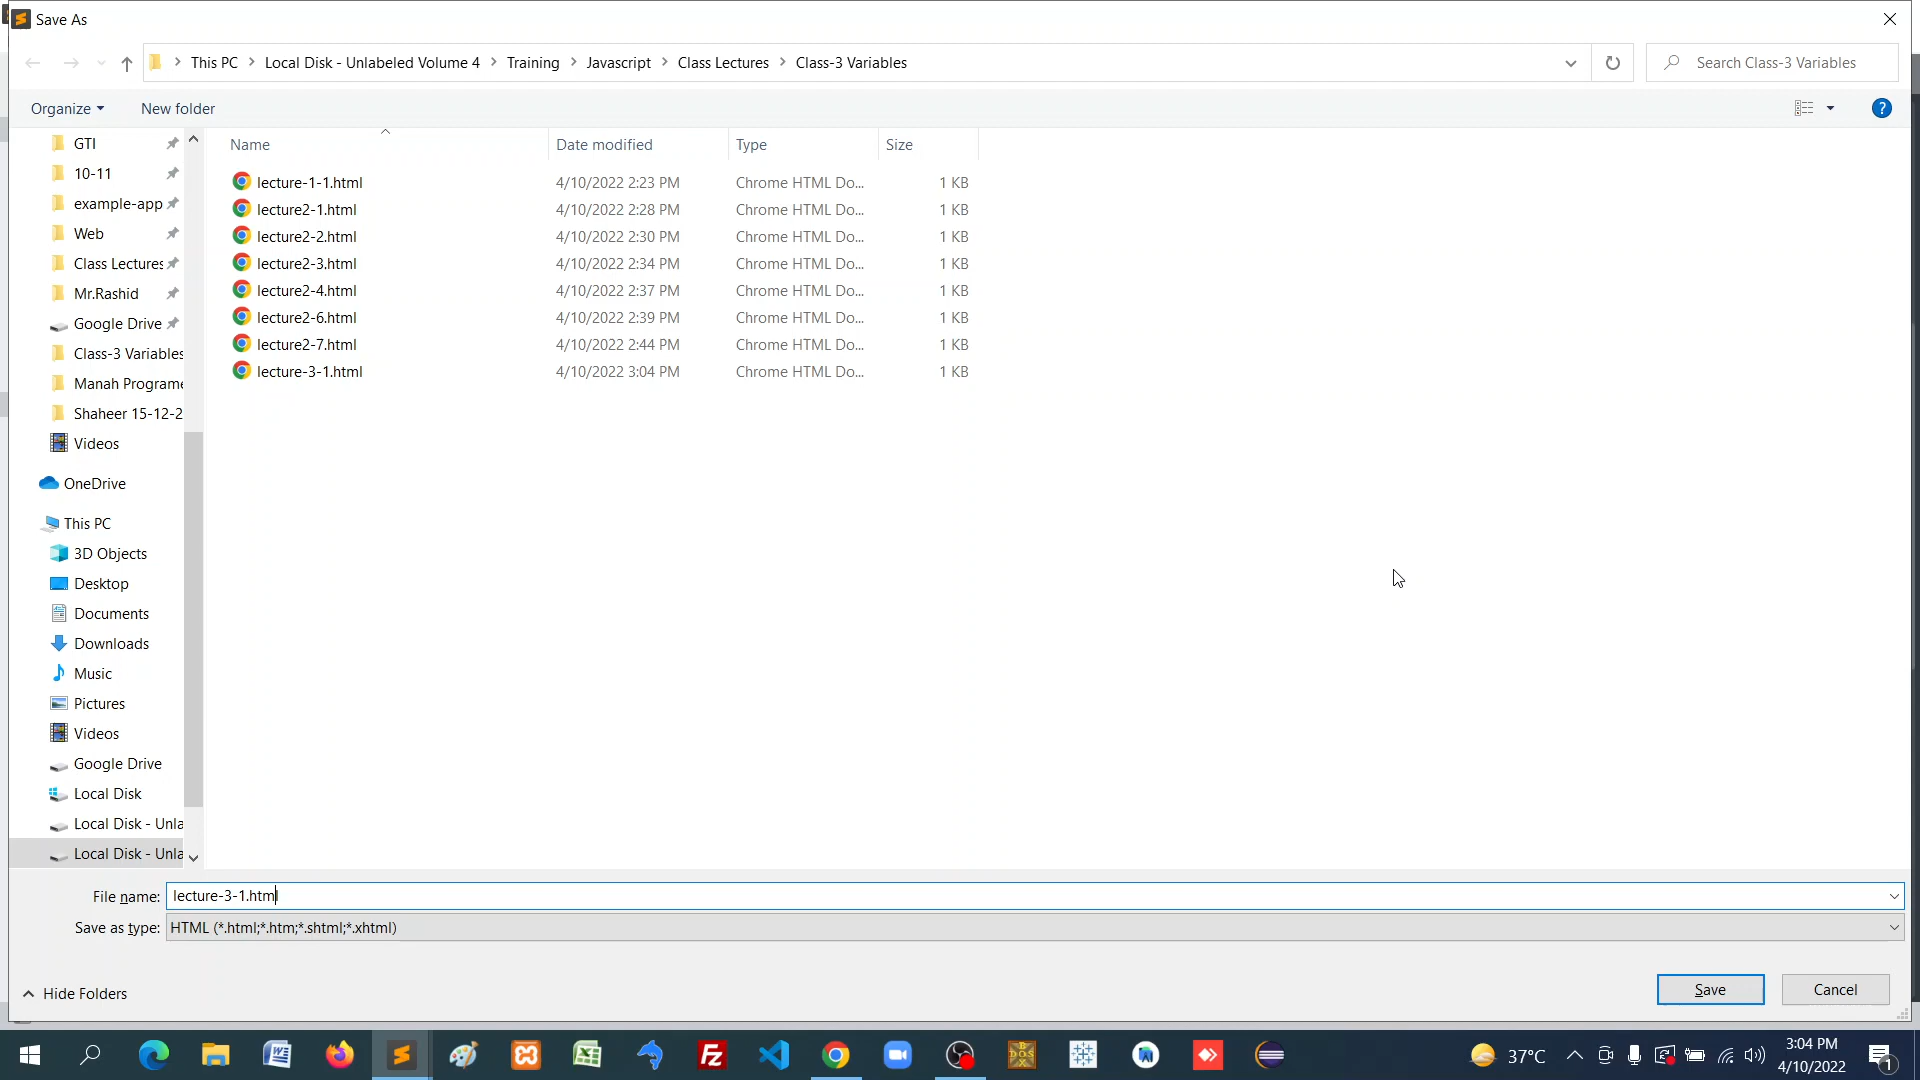 Save As
This PC
Local Disk - Unlabeled Volume 4
Training
Javascript
Class Lectures
Class-3 Variables
Search Class-3 Variables
Organize
New folder
Name
Date modified
Type
Size
GTI
10-11
example-app
Web
Class Lectures
Mr.Rashid
Google Drive
Class-3 Variables
Manah Programe
Shaheer 15-12-2
Videos
OneDrive
This PC
3D Objects
Desktop
Documents
Downloads
Music
Pictures
Videos
Google Drive
Local Disk
Local Disk - Unla
Local Disk - Unla
lecture-1-1.html 4/10/2022 2:23 PM Chrome HTML Do... 1 KB
lecture2-1.html 4/10/2022 2:28 PM Chrome HTML Do... 1 KB
lecture2-2.html 4/10/2022 2:30 PM Chrome HTML Do... 1 KB
lecture2-3.html 4/10/2022 2:34 PM Chrome HTML Do... 1 KB
lecture2-4.html 4/10/2022 2:37 PM Chrome HTML Do... 1 KB
lecture2-6.html 4/10/2022 2:39 PM Chrome HTML Do... 1 KB
lecture2-7.html 4/10/2022 2:44 PM Chrome HTML Do... 1 KB
lecture-3-1.html 4/10/2022 3:04 PM Chrome HTML Do... 1 KB
File name: lecture-3-1.html
Save as type: HTML (*.html;*.htm;*.shtml;*.xhtml)
Hide Folders
Save
Cancel
37°C
3:04 PM
4/10/2022
1